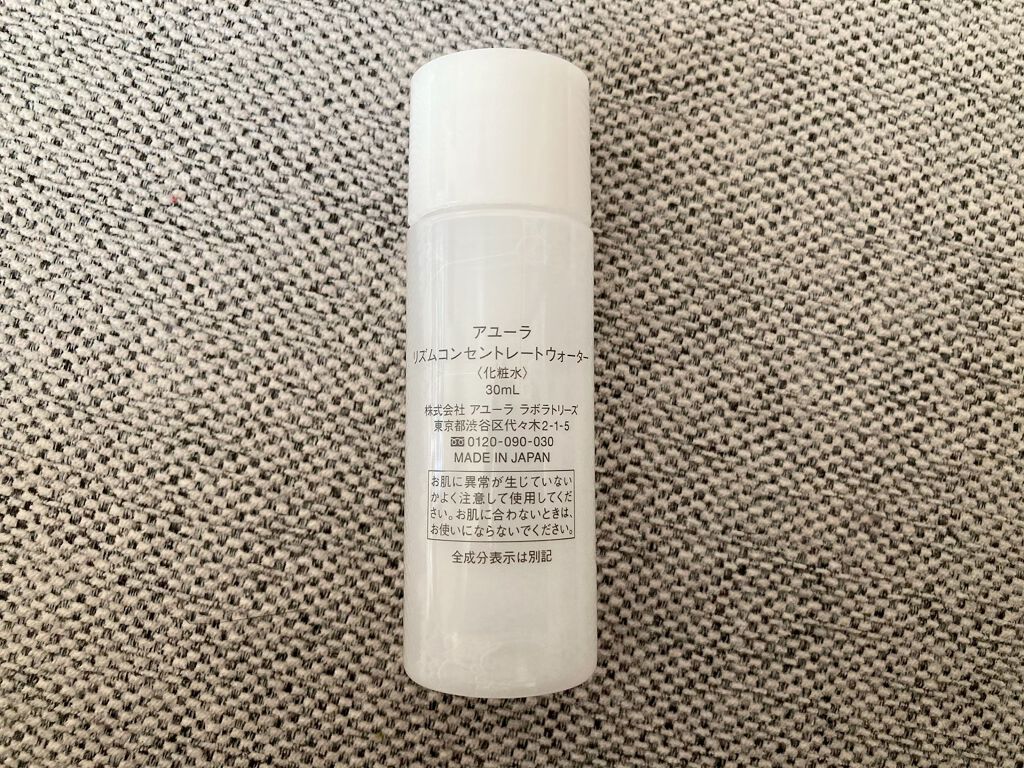 アユーラ
リズムコンセントレートウォーター
〈化粧水〉
30mL
株式会社 アユーラ ラボラトリーズ
東京都渋谷区代々木2-1-5
0120-090-030
MADE IN JAPAN
お肌に異常が生じていない
かよく注意して使用してくだ
さい。お肌に合わないときは、
お使いにならないでください。
全成分表示は別記